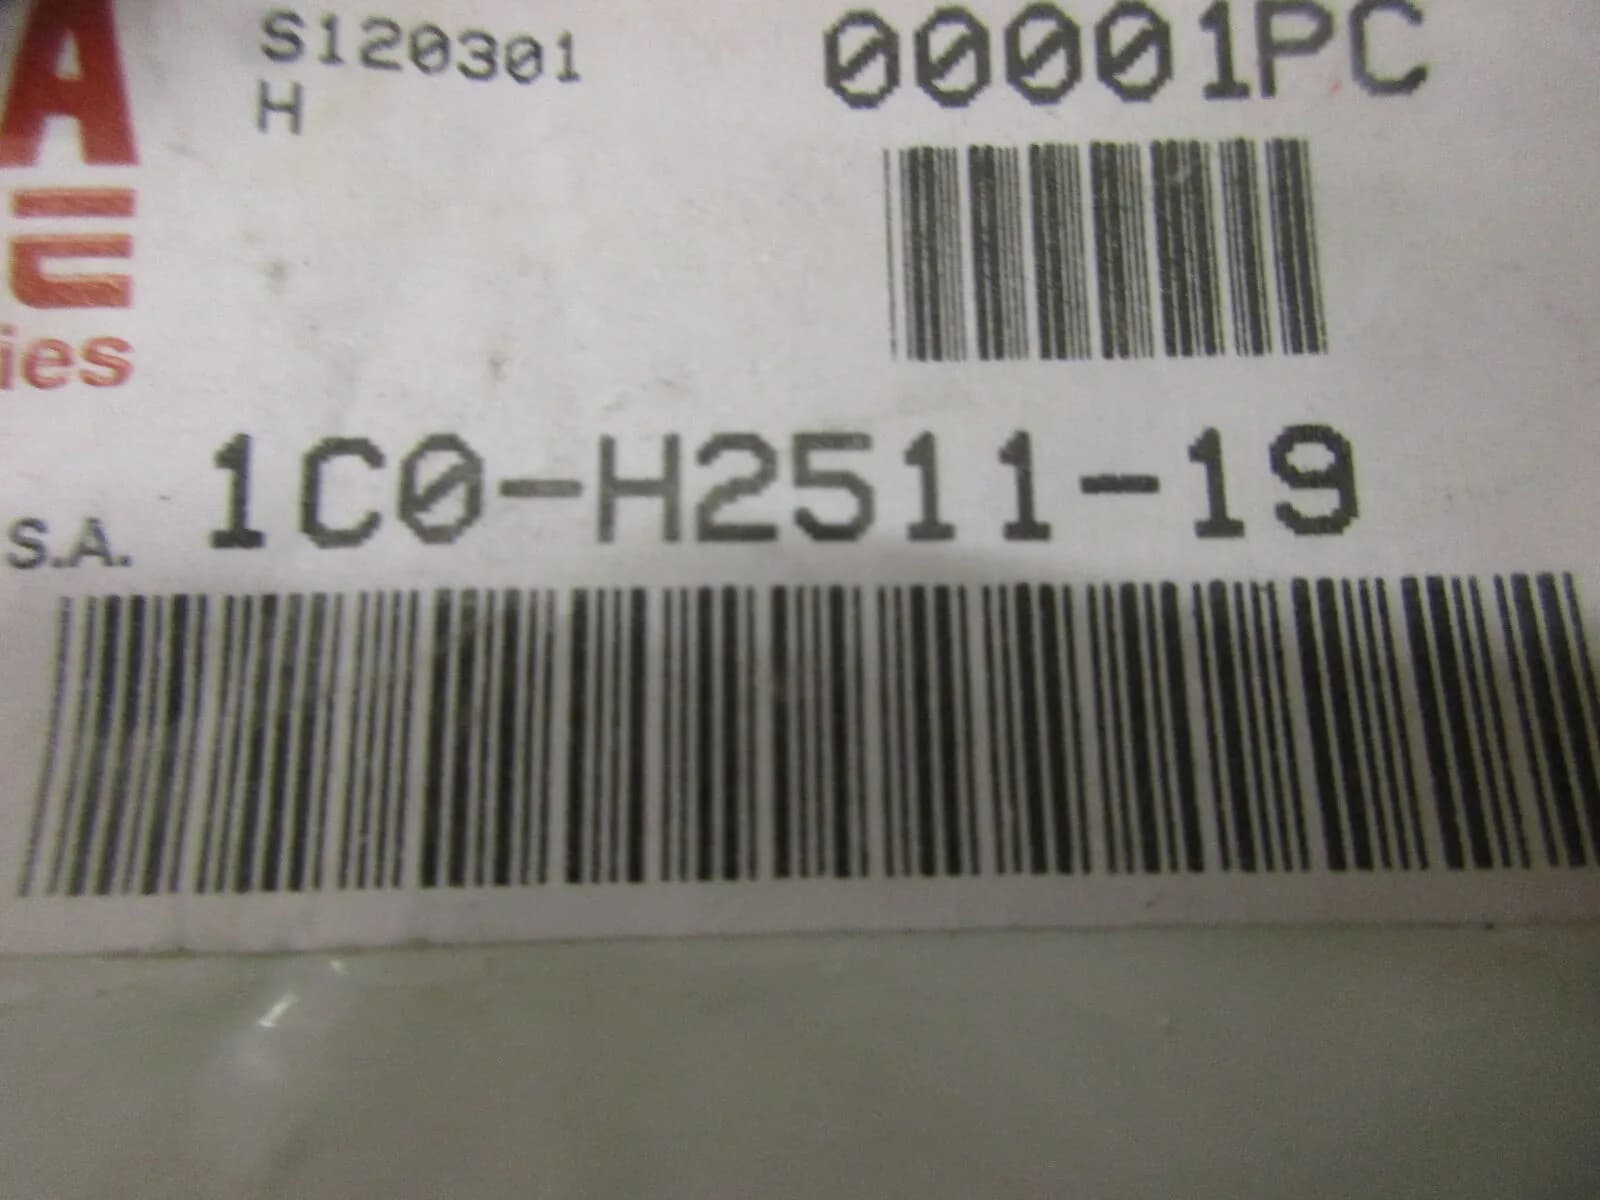 A
S120301
H
00001PC
ies
S.A.
1C0-H2511-19